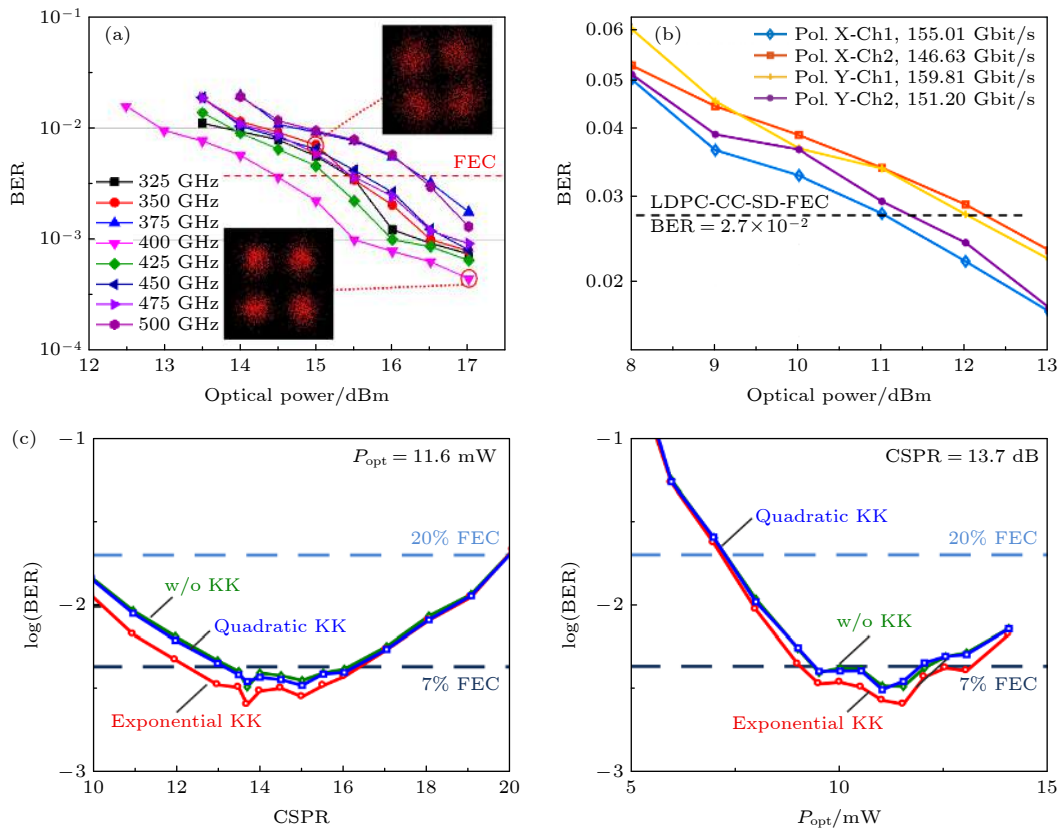 (a)
10⁻¹
10⁻²
10⁻³
10⁻⁴
BER
FEC
325 GHz
350 GHz
375 GHz
400 GHz
425 GHz
450 GHz
475 GHz
500 GHz
12 13 14 15 16 17
Optical power/dBm
(b)
0.06
0.05
0.04
0.03
0.02
BER
Pol. X-Ch1, 155.01 Gbit/s
Pol. X-Ch2, 146.63 Gbit/s
Pol. Y-Ch1, 159.81 Gbit/s
Pol. Y-Ch2, 151.20 Gbit/s
LDPC-CC-SD-FEC
BER = 2.7×10⁻²
8 9 10 11 12 13
Optical power/dBm
(c)
−1
−2
−3
log(BER)
P_opt = 11.6 mW
20% FEC
w/o KK
Quadratic KK
7% FEC
Exponential KK
10 12 14 16 18 20
CSPR
−1
−2
−3
log(BER)
CSPR = 13.7 dB
Quadratic KK
20% FEC
w/o KK
7% FEC
Exponential KK
5 10 15
P_opt/mW